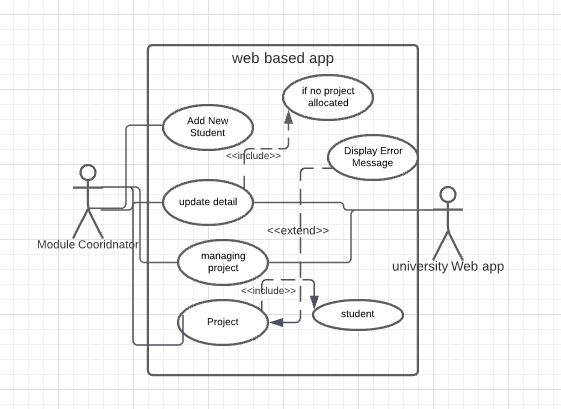 web based app
if no project
allocated
Add New
Student
<<include>>
Display Error
Message
update detail
<<extend>>
Module Cooridnator
managing
project
university Web app
<<include>>
Project
student